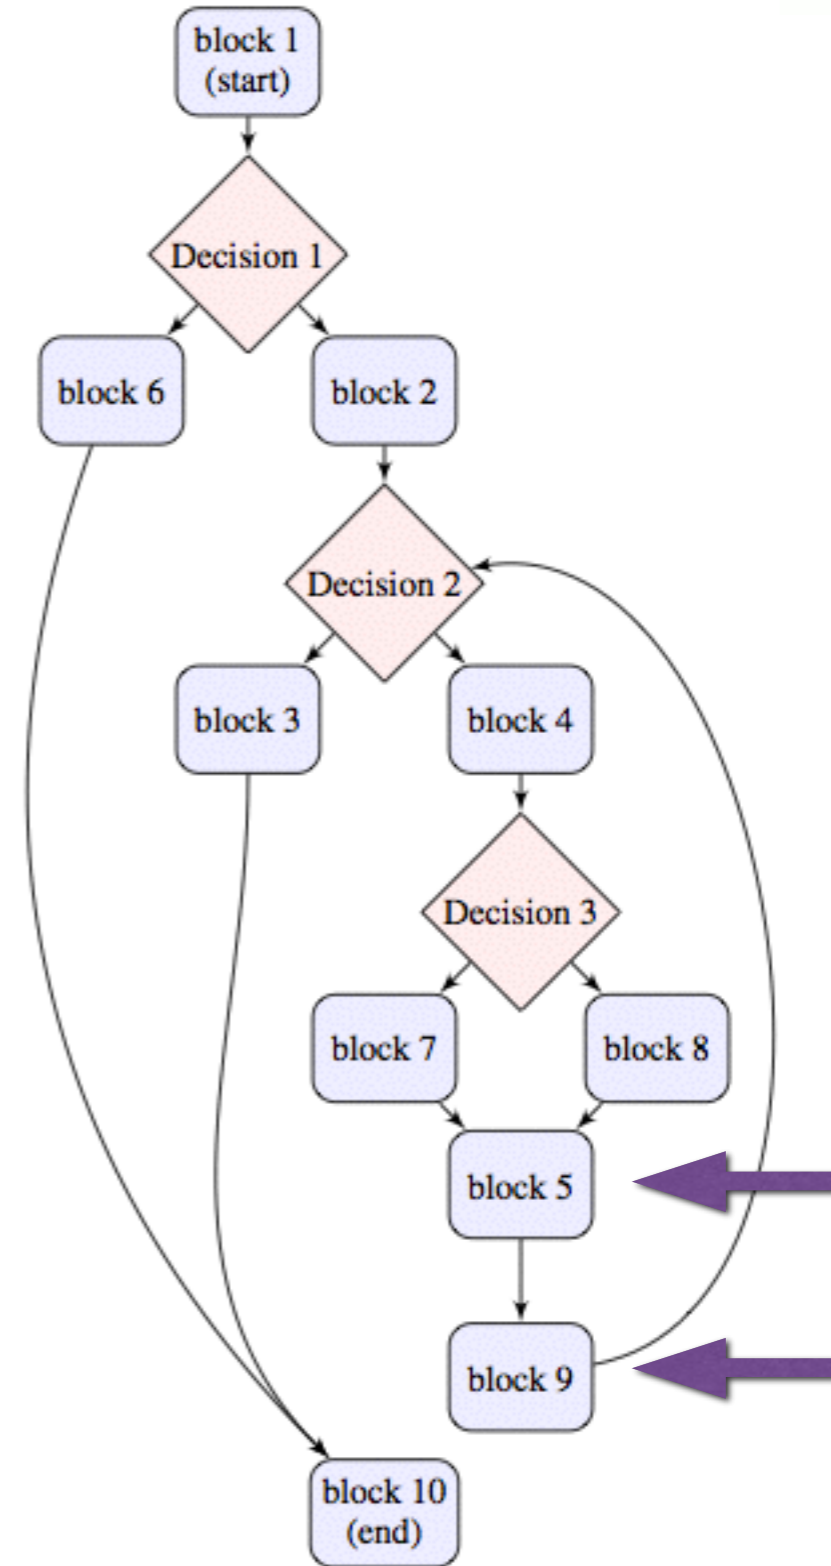 block 1
(start)
Decision 1
block 6
block 2
Decision 2
block 3
block 4
Decision 3
block 7
block 8
block 5
block 9
block 10
(end)